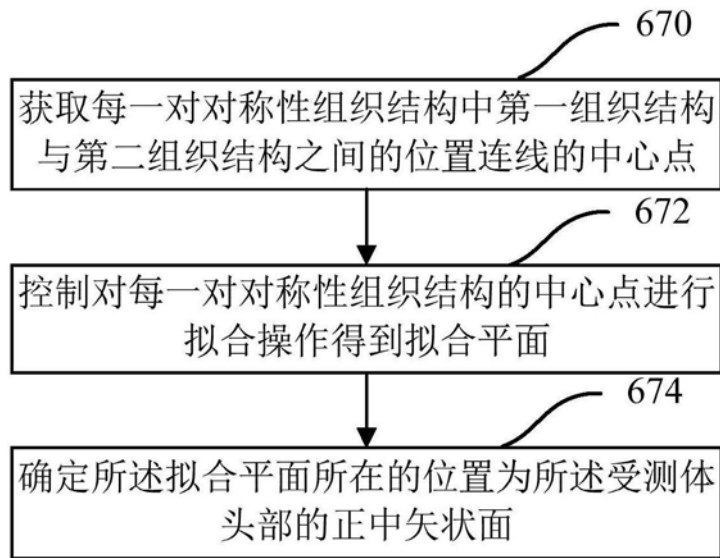 670
获取每一对对称性组织结构中第一组织结构
与第二组织结构之间的位置连线的中心点
672
控制对每一对对称性组织结构的中心点进行
拟合操作得到拟合平面
674
确定所述拟合平面所在的位置为所述受测体
头部的正中矢状面